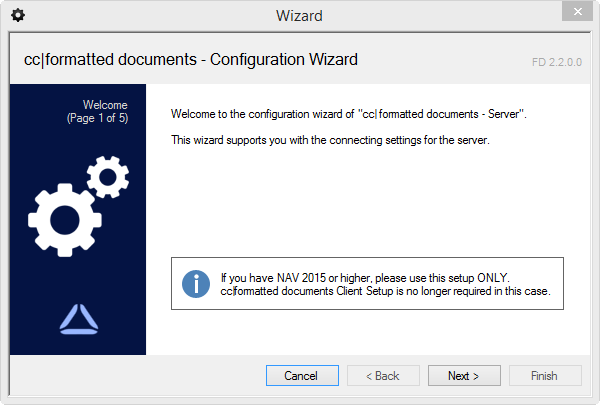 Wizard
cc|formatted documents - Configuration Wizard
FD 2.2.0.0
Welcome
(Page 1 of 5)
Welcome to the configuration wizard of "cc|formatted documents - Server".
This wizard supports you with the connecting settings for the server.
If you have NAV 2015 or higher, please use this setup ONLY.
cc|formatted documents Client Setup is no longer required in this case.
Cancel
< Back
Next >
Finish